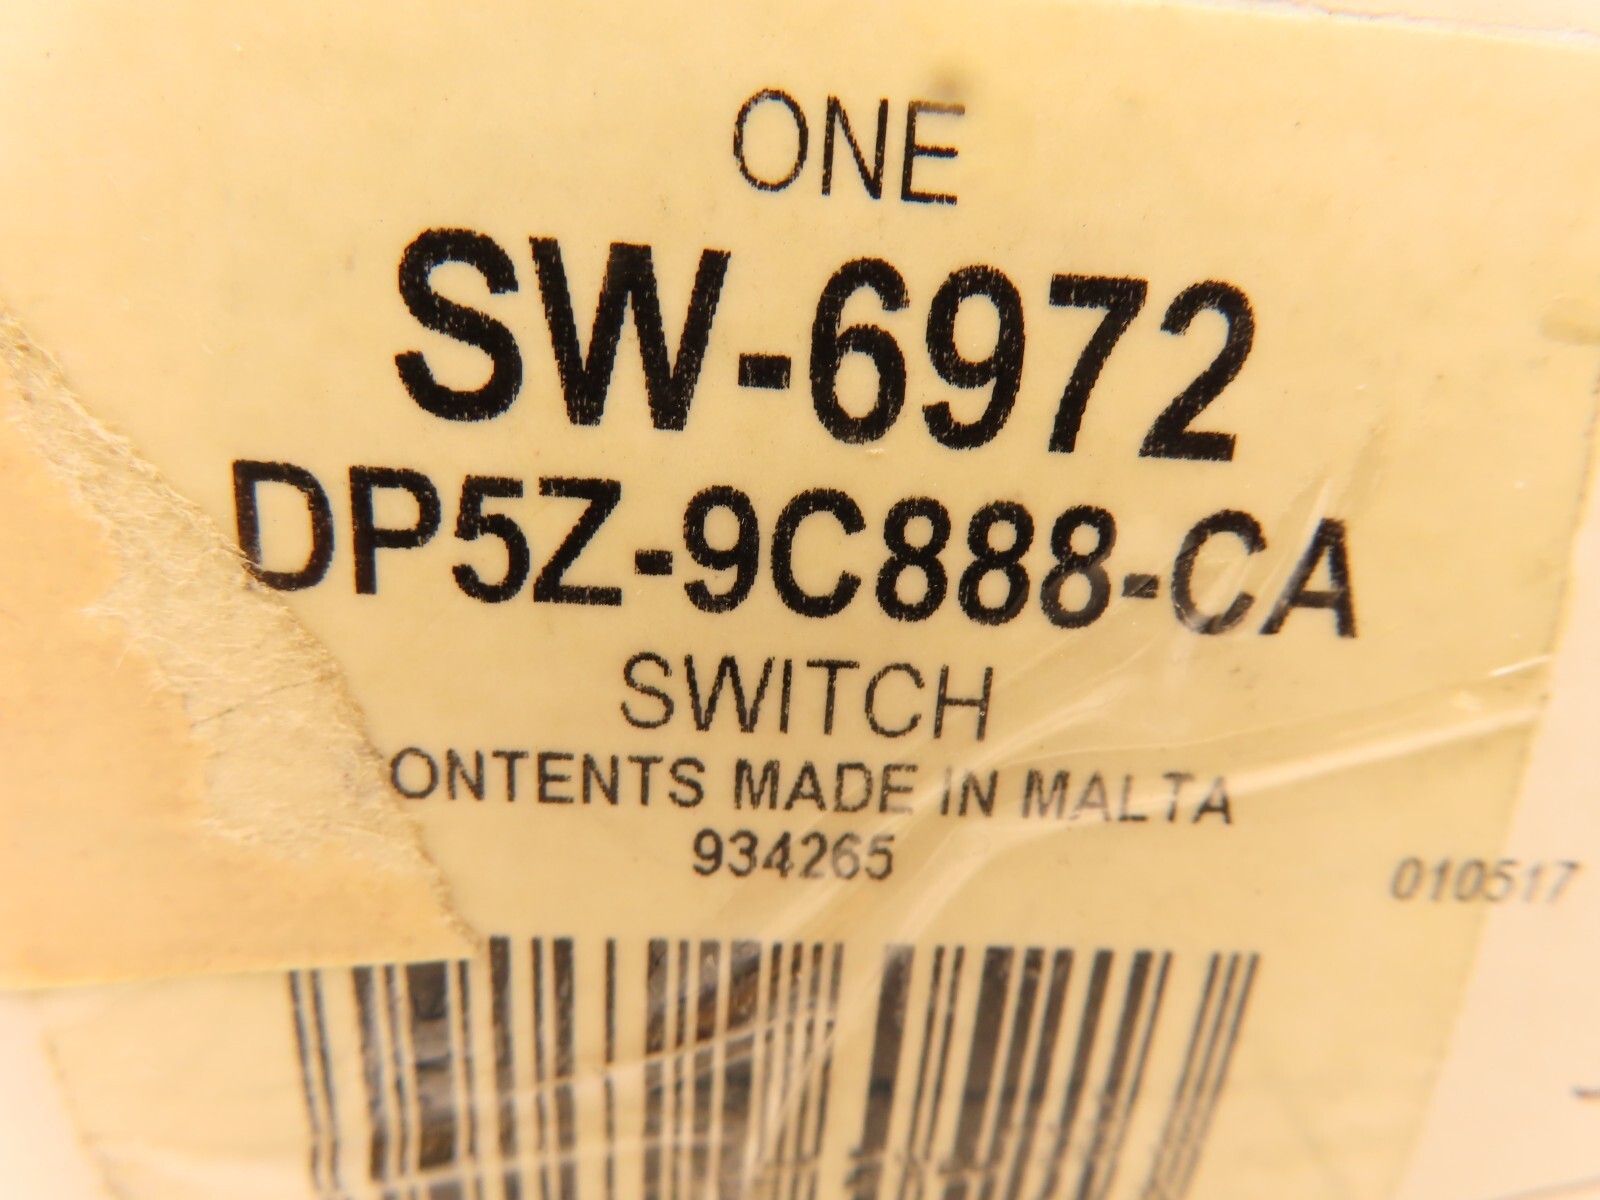 ONE
SW-6972
DP5Z-9C888-CA
SWITCH
ONTENTS MADE IN MALTA
934265
010517